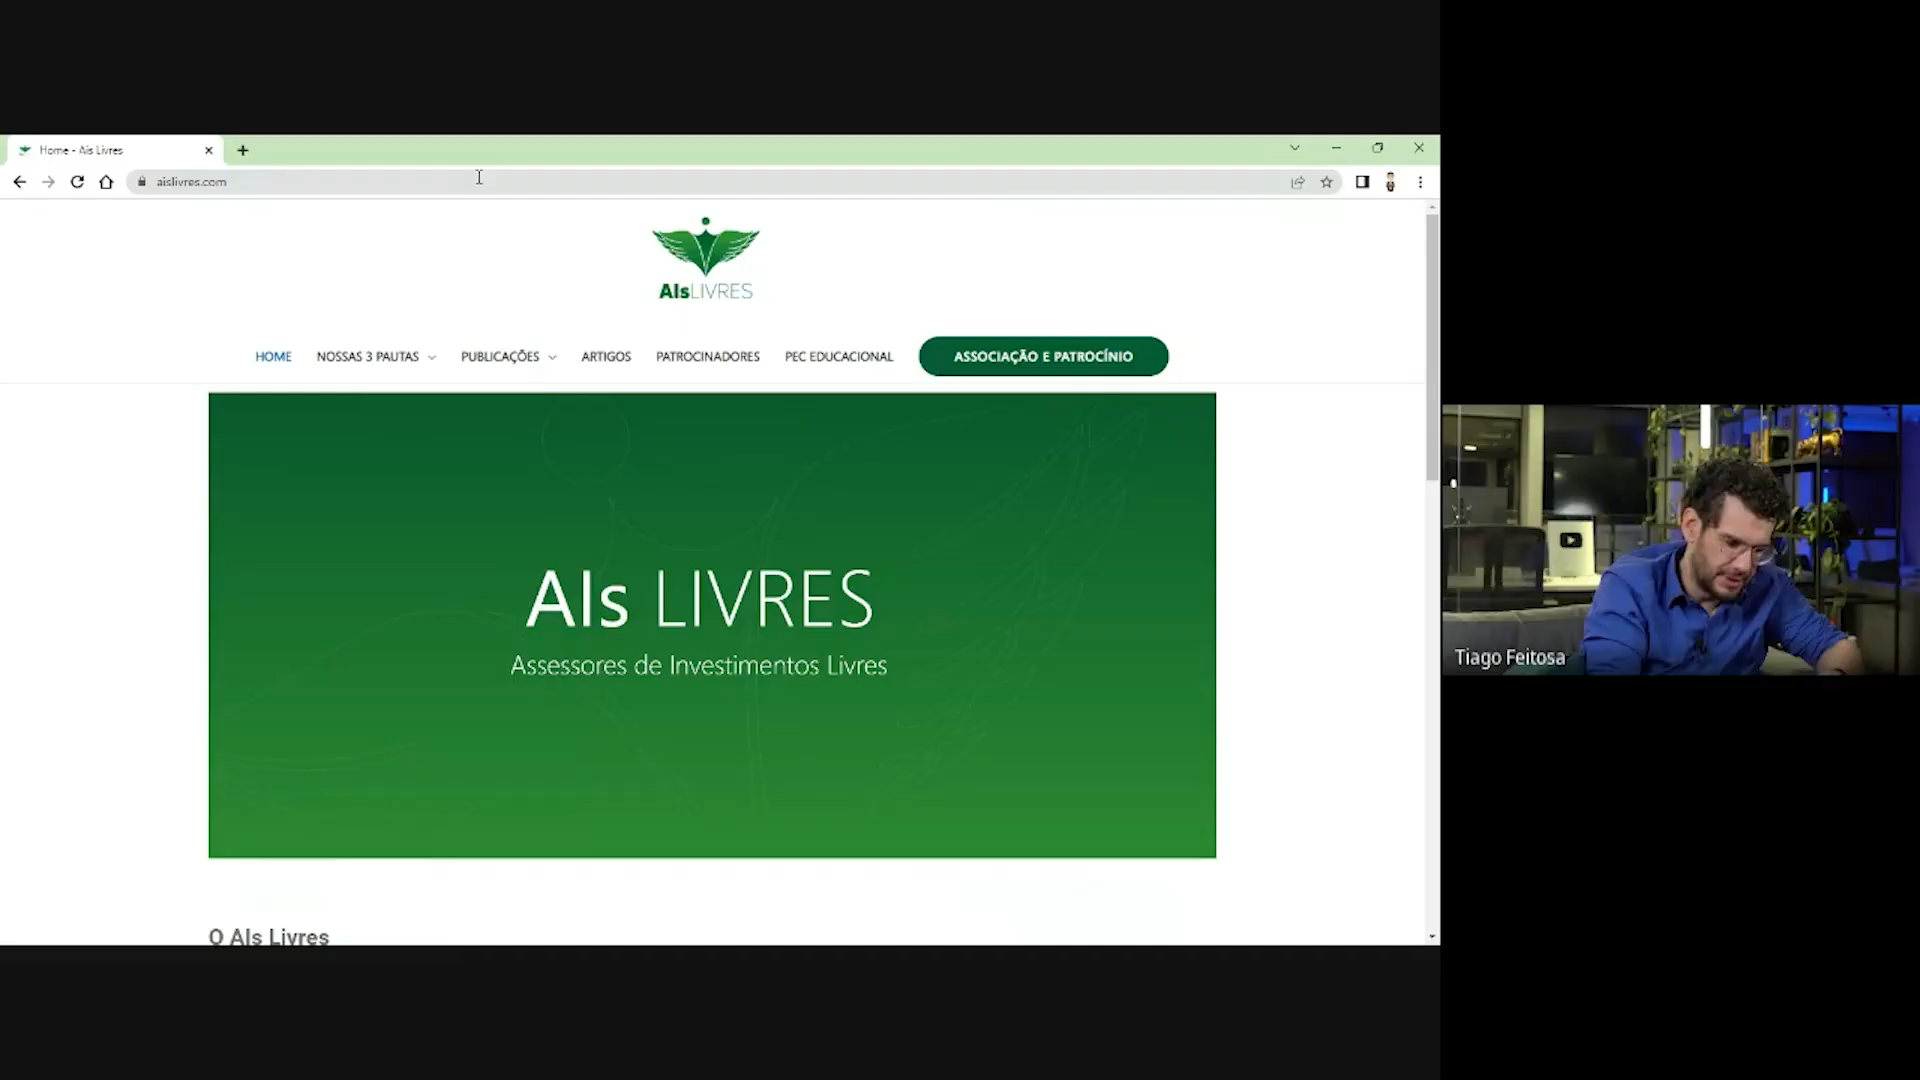 Home - Ais Livres
aislivres.com
AIsLIVRES
HOME
NOSSAS 3 PAUTAS
PUBLICAÇÕES
ARTIGOS
PATROCINADORES
PEC EDUCACIONAL
ASSOCIAÇÃO E PATROCÍNIO
AIs LIVRES
Assessores de Investimentos Livres
O AIs Livres
Tiago Feitosa